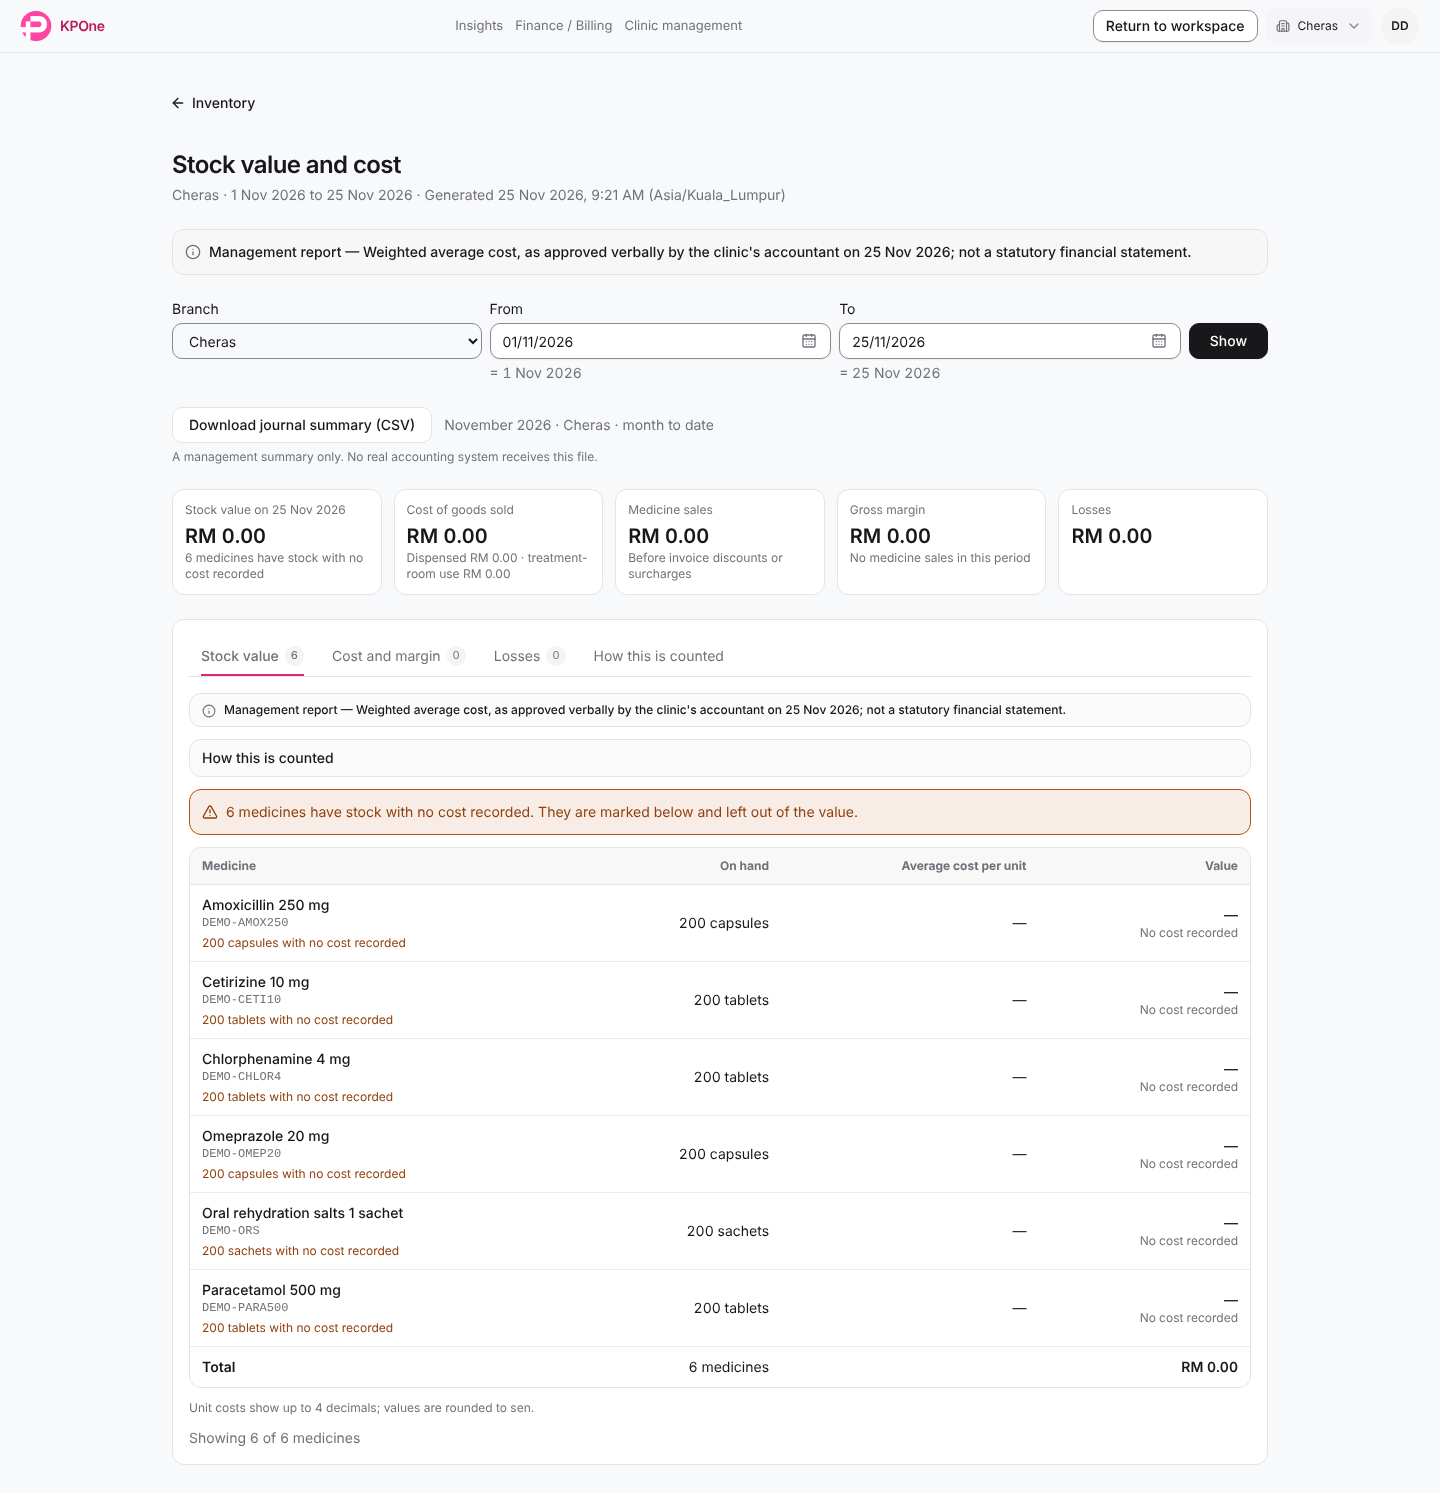 KPOne
Insights Finance / Billing Clinic management
Return to workspace
Cheras
DD
Inventory
Stock value and cost
Cheras · 1 Nov 2026 to 25 Nov 2026 · Generated 25 Nov 2026, 9:21 AM (Asia/Kuala_Lumpur)
Management report — Weighted average cost, as approved verbally by the clinic's accountant on 25 Nov 2026; not a statutory financial statement.
Branch From To
Cheras 01/11/2026 25/11/2026 Show
= 1 Nov 2026 = 25 Nov 2026
Download journal summary (CSV) November 2026 · Cheras · month to date
A management summary only. No real accounting system receives this file.
Stock value on 25 Nov 2026
RM 0.00
6 medicines have stock with no
cost recorded
Cost of goods sold
RM 0.00
Dispensed RM 0.00 · treatment-
room use RM 0.00
Medicine sales
RM 0.00
Before invoice discounts or
surcharges
Gross margin
RM 0.00
No medicine sales in this period
Losses
RM 0.00
Stock value 6 Cost and margin 0 Losses 0 How this is counted
Management report — Weighted average cost, as approved verbally by the clinic's accountant on 25 Nov 2026; not a statutory financial statement.
How this is counted
6 medicines have stock with no cost recorded. They are marked below and left out of the value.
Medicine On hand Average cost per unit Value
Amoxicillin 250 mg
DEMO-AMOX250
200 capsules with no cost recorded
200 capsules — —
No cost recorded
Cetirizine 10 mg
DEMO-CETI10
200 tablets with no cost recorded
200 tablets — —
No cost recorded
Chlorphenamine 4 mg
DEMO-CHLOR4
200 tablets with no cost recorded
200 tablets — —
No cost recorded
Omeprazole 20 mg
DEMO-OMEP20
200 capsules with no cost recorded
200 capsules — —
No cost recorded
Oral rehydration salts 1 sachet
DEMO-ORS
200 sachets with no cost recorded
200 sachets — —
No cost recorded
Paracetamol 500 mg
DEMO-PARA500
200 tablets with no cost recorded
200 tablets — —
No cost recorded
Total 6 medicines RM 0.00
Unit costs show up to 4 decimals; values are rounded to sen.
Showing 6 of 6 medicines